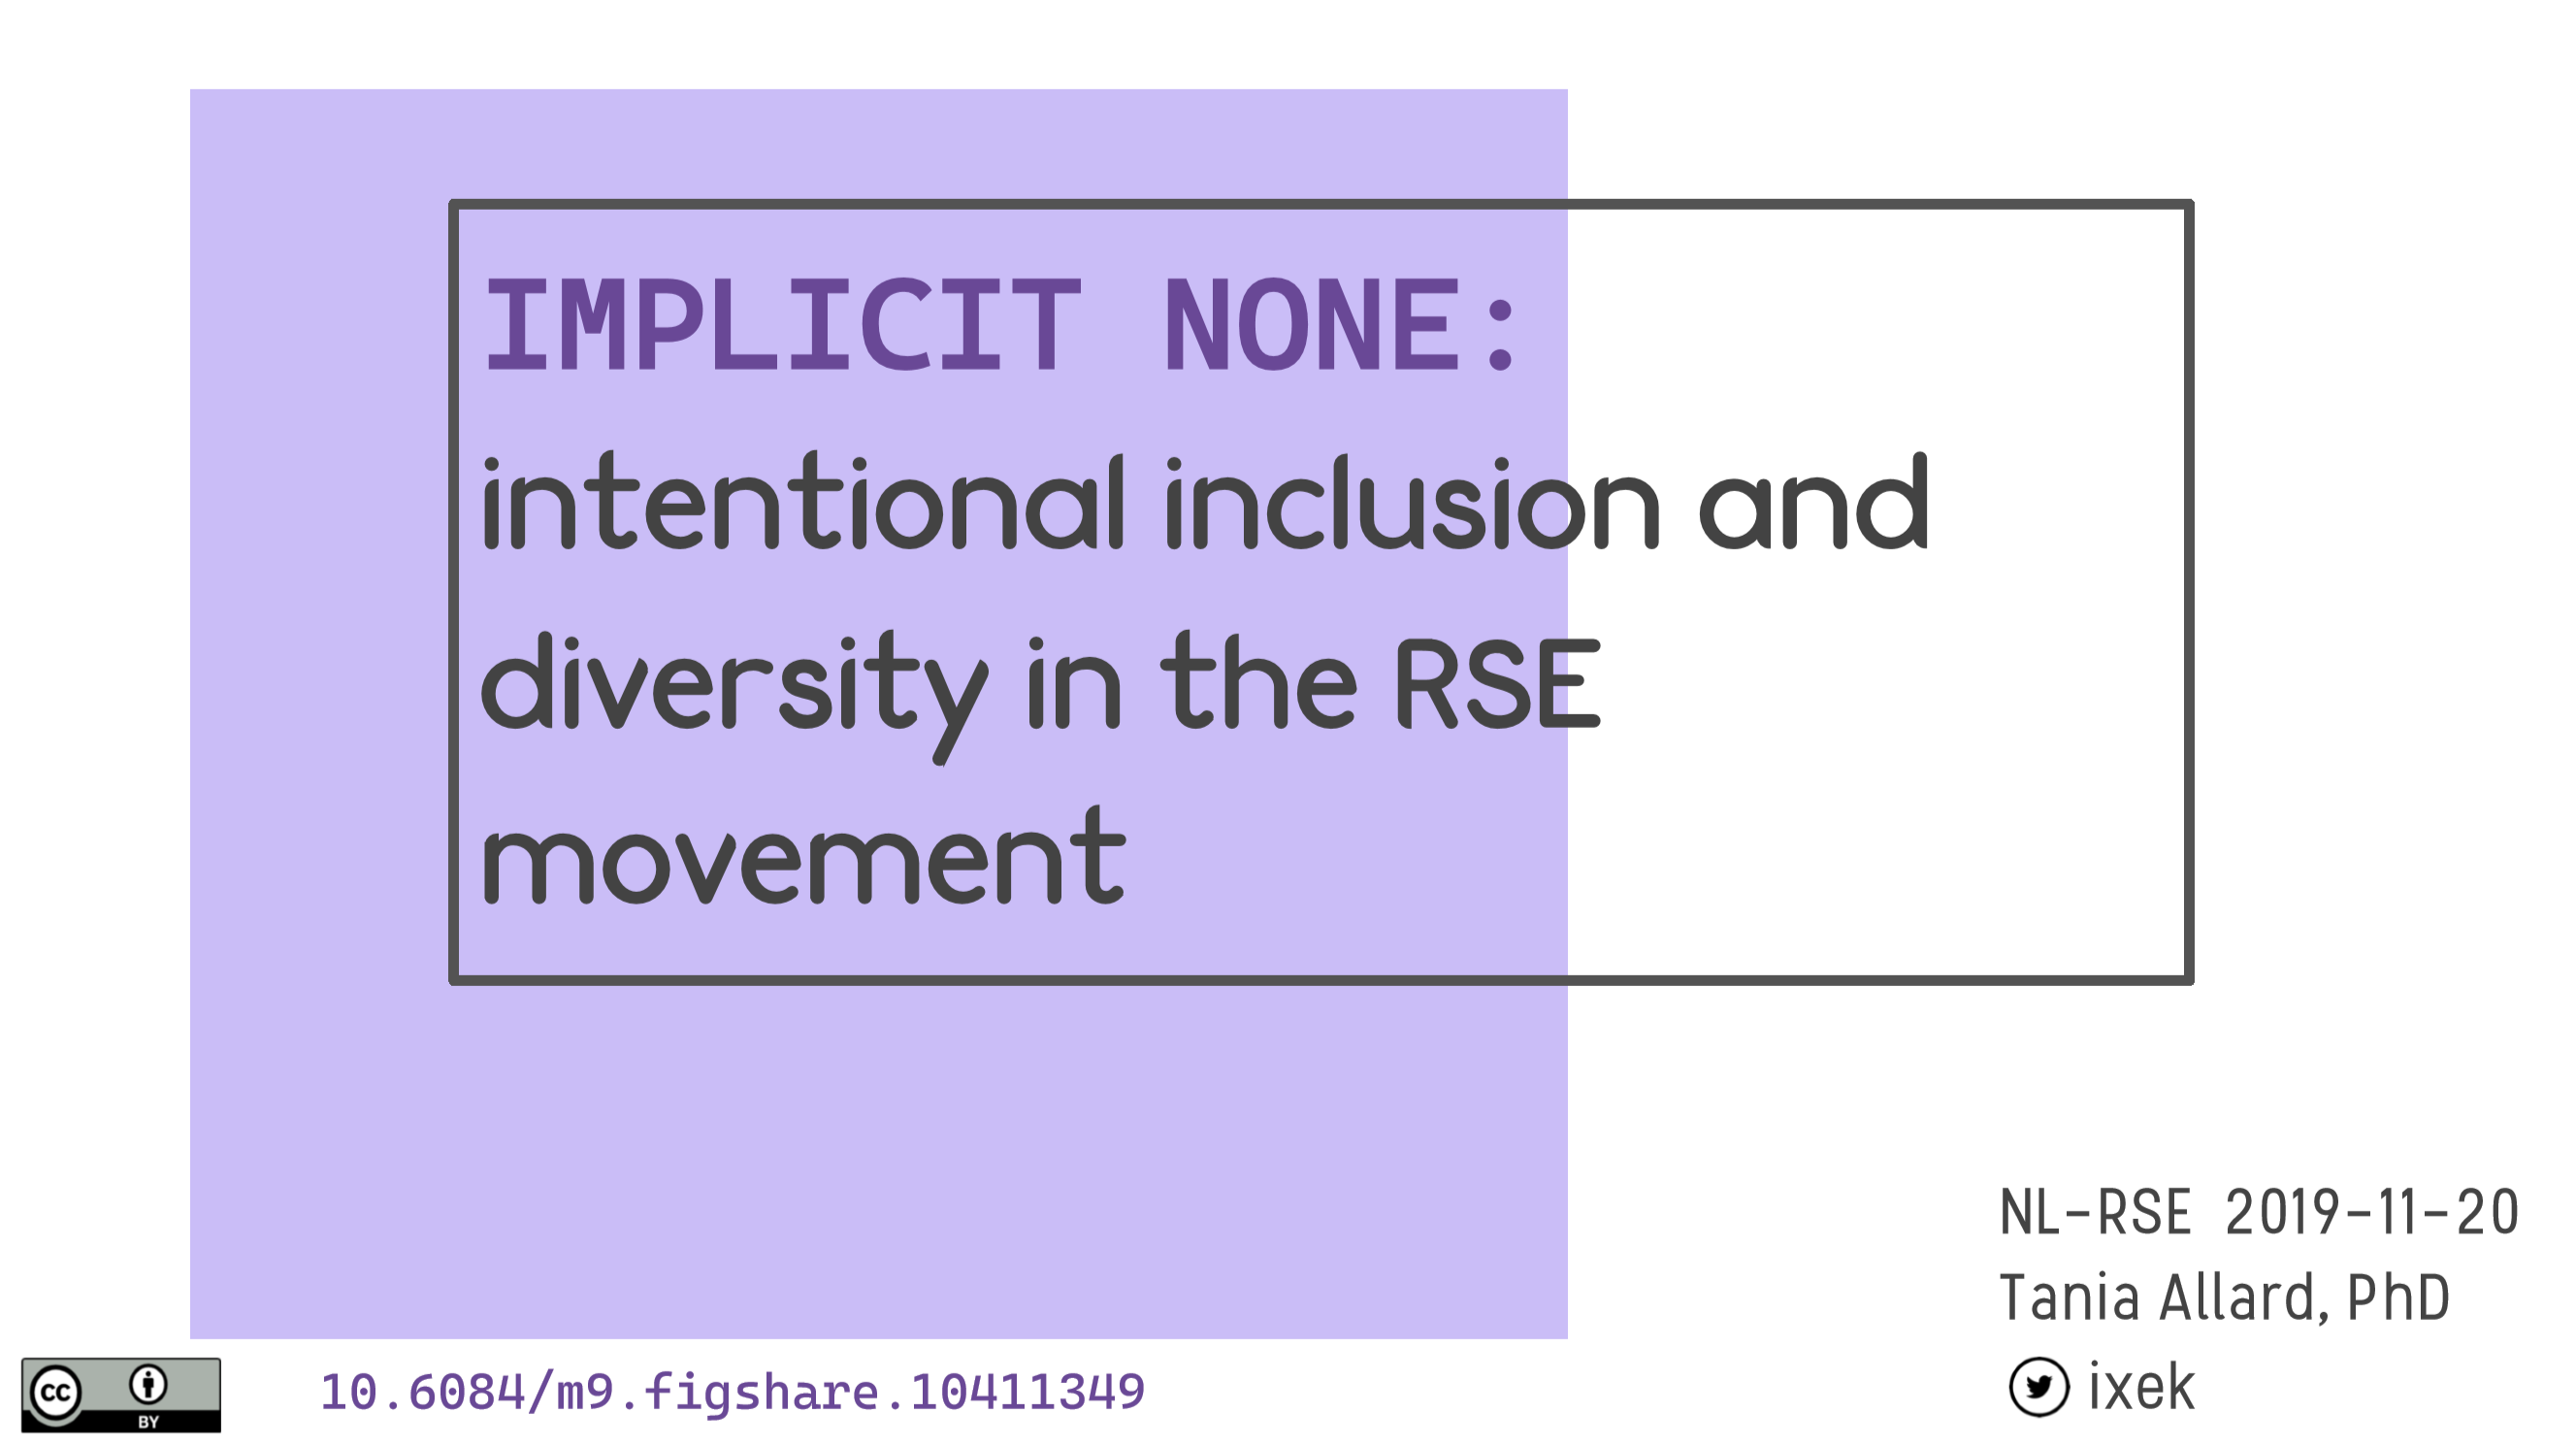 IMPLICIT NONE:
intentional inclusion and
diversity in the RSE
movement
NL-RSE 2019-11-20
Tania Allard, PhD
ixek
cc
BY
10.6084/m9.figshare.10411349